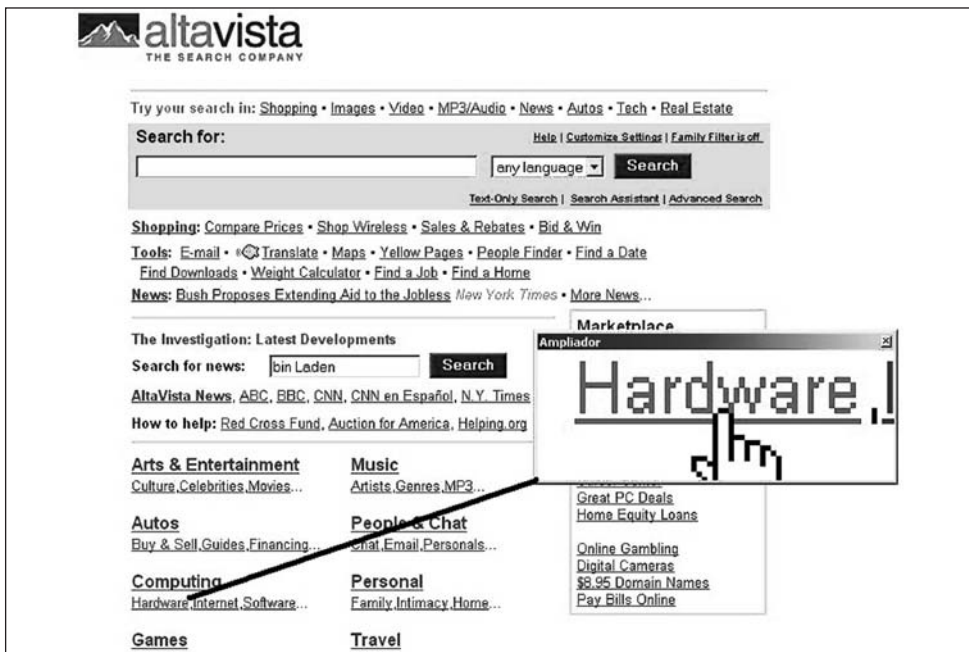 altavista
THE SEARCH COMPANY
Try your search in: Shopping • Images • Video • MP3/Audio • News • Autos • Tech • Real Estate
Search for:
Help | Customize Settings | Family Filter is off
any language Search
Text-Only Search | Search Assistant | Advanced Search
Shopping: Compare Prices • Shop Wireless • Sales & Rebates • Bid & Win
Tools: E-mail • Translate • Maps • Yellow Pages • People Finder • Find a Date
Find Downloads • Weight Calculator • Find a Job • Find a Home
News: Bush Proposes Extending Aid to the Jobless New York Times • More News...
The Investigation: Latest Developments
Search for news: bin Laden Search
AltaVista News, ABC, BBC, CNN, CNN en Español, N.Y. Times
How to help: Red Cross Fund, Auction for America, Helping.org
Marketplace
Ampliador
Hardware,I
Arts & Entertainment
Culture,Celebrities,Movies...
Music
Artists,Genres,MP3...
Autos
Buy & Sell,Guides,Financing...
People & Chat
Chat,Email,Personals...
Computing
Hardware,Internet,Software...
Personal
Family,Intimacy,Home...
Games
Travel
Great PC Deals
Home Equity Loans
Online Gambling
Digital Cameras
$8.95 Domain Names
Pay Bills Online